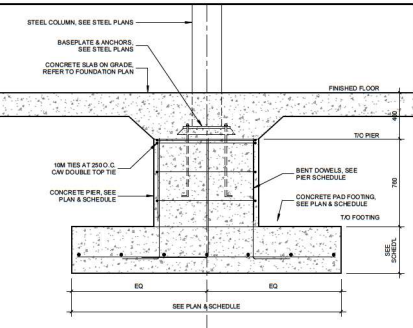 STEEL COLUMN, SEE STEEL PLANS
BASEPLATE & ANCHORS,
SEE STEEL PLANS
CONCRETE SLAB ON GRADE,
REFER TO FOUNDATION PLAN
FINISHED FLOOR
400
T/O PIER
10M TIES AT 250 O.C.
C/W DOUBLE TOP TIE
BENT DOWELS, SEE
PIER SCHEDULE
760
CONCRETE PIER, SEE
PLAN & SCHEDULE
CONCRETE PAD FOOTING,
SEE PLAN & SCHEDULE
T/O FOOTING
SEE
SCHED'L
EQ
EQ
SEE PLAN & SCHEDULE